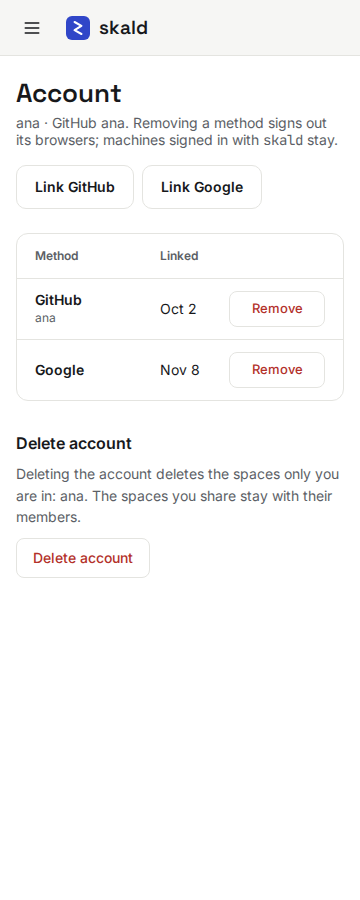 skald
Account
ana · GitHub ana. Removing a method signs out
its browsers; machines signed in with skald stay.
Link GitHub Link Google
Method Linked
GitHub
ana
Oct 2 Remove
Google Nov 8 Remove
Delete account
Deleting the account deletes the spaces only you
are in: ana. The spaces you share stay with their
members.
Delete account